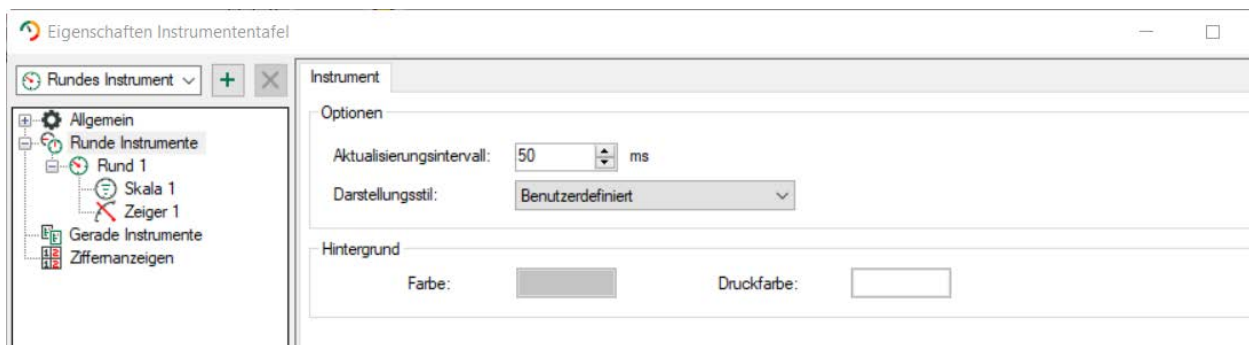 Eigenschaften Instrumententafel
Rundes Instrument
Instrument
Allgemein
Runde Instrumente
Rund 1
Skala 1
Zeiger 1
Gerade Instrumente
Ziffernanzeigen
Optionen
Aktualisierungsintervall: 50 ms
Darstellungsstil: Benutzerdefiniert
Hintergrund
Farbe: Druckfarbe: